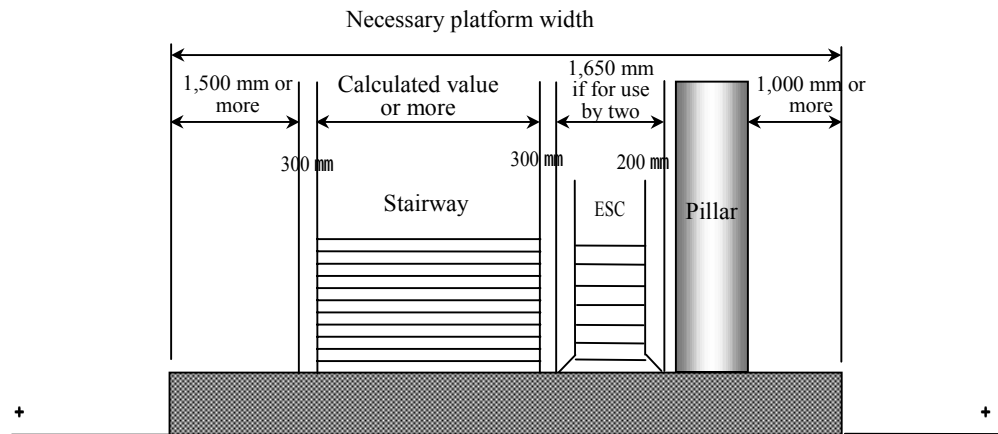 Necessary platform width
1,500 mm or
more
Calculated value
or more
1,650 mm
if for use
by two
1,000 mm or
more
300 ㎜
300 ㎜
200 ㎜
Stairway
ESC
Pillar